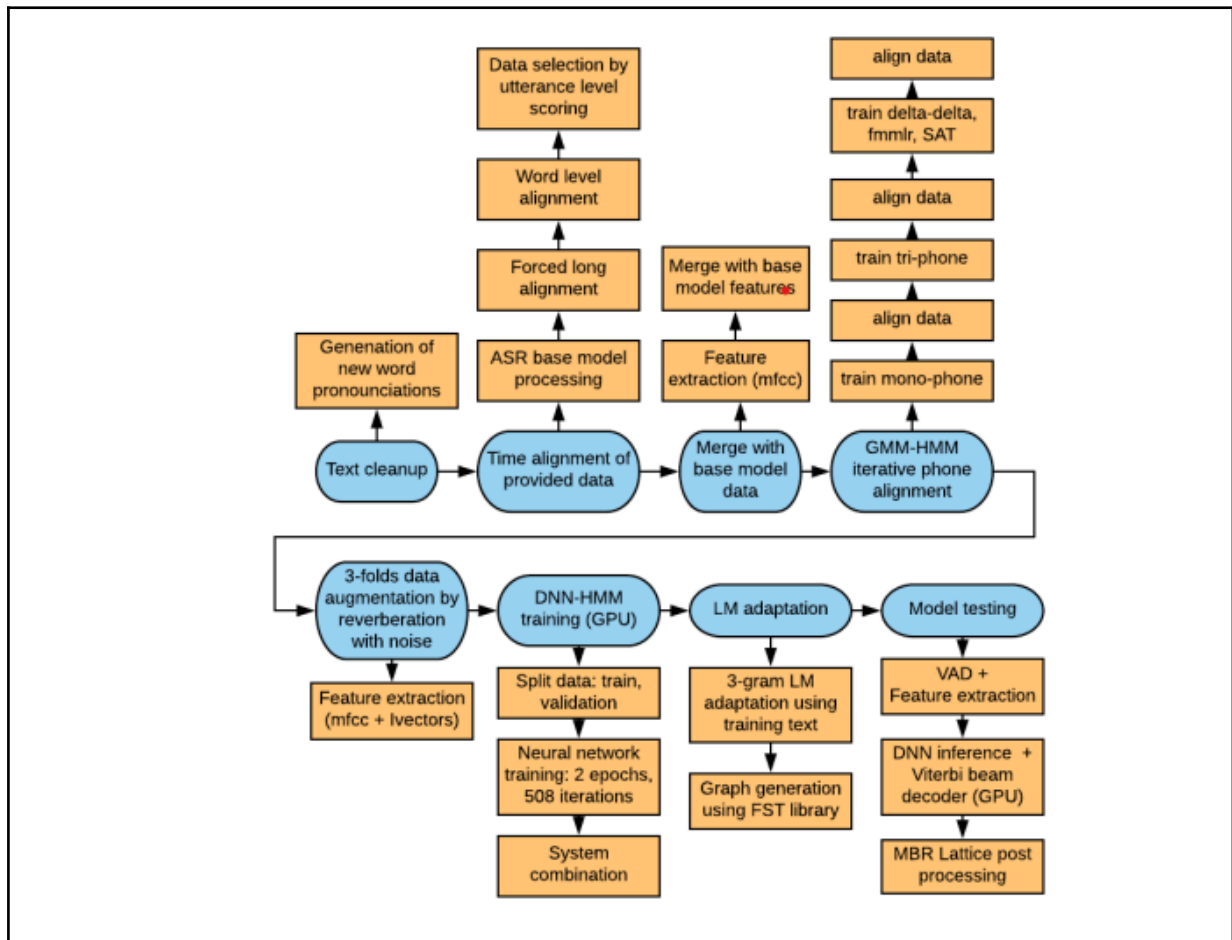 Data selection by
utterance level
scoring
Word level
alignment
Forced long
alignment
ASR base model
processing
Genenation of
new word
pronounciations
Merge with base
model features
Feature
extraction (mfcc)
align data
train delta-delta,
fmmlr, SAT
align data
train tri-phone
align data
train mono-phone
Text cleanup
Time alignment of
provided data
Merge with
base model
data
GMM-HMM
iterative phone
alignment
3-folds data
augmentation by
reverberation
with noise
DNN-HMM
training (GPU)
LM adaptation
Model testing
Feature extraction
(mfcc + Ivectors)
Split data: train,
validation
Neural network
training: 2 epochs,
508 iterations
System
combination
3-gram LM
adaptation using
training text
Graph generation
using FST library
VAD +
Feature extraction
DNN inference +
Viterbi beam
decoder (GPU)
MBR Lattice post
processing